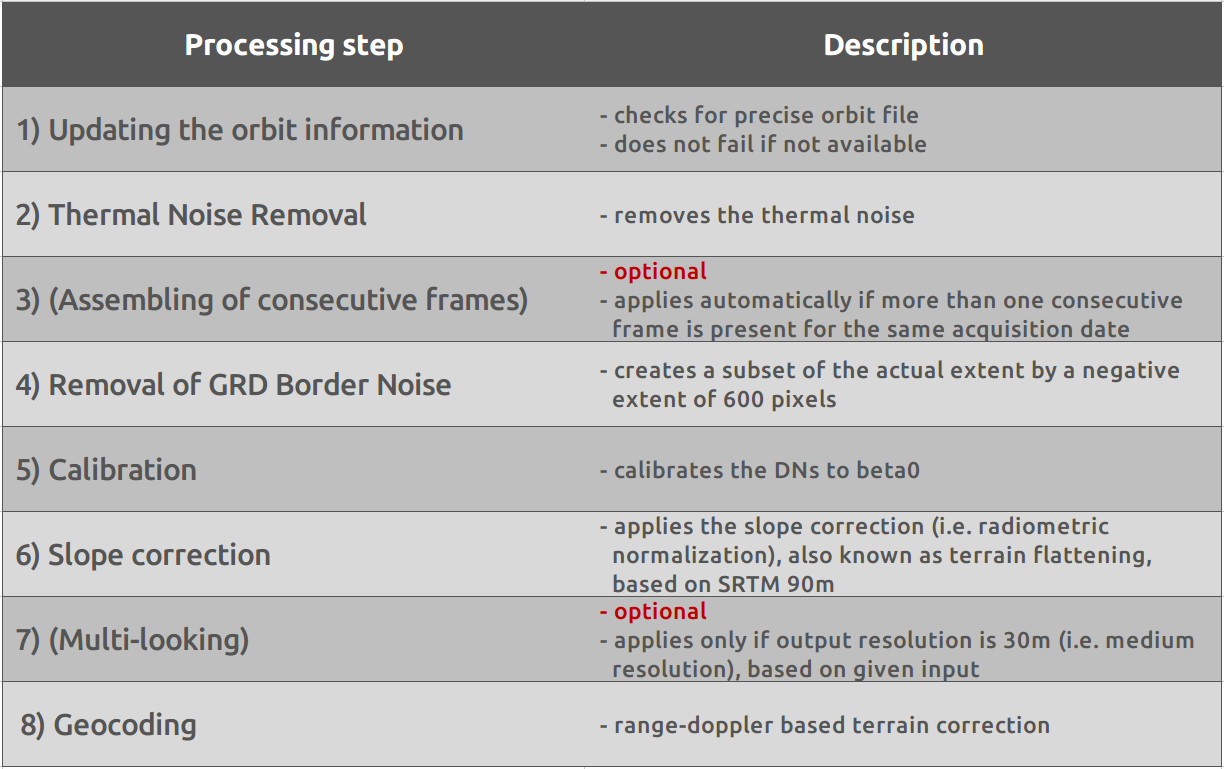 Processing step
Description
1) Updating the orbit information
- checks for precise orbit file
- does not fail if not available
2) Thermal Noise Removal
- removes the thermal noise
3) (Assembling of consecutive frames)
- optional
- applies automatically if more than one consecutive
frame is present for the same acquisition date
4) Removal of GRD Border Noise
- creates a subset of the actual extent by a negative
extent of 600 pixels
5) Calibration
- calibrates the DNs to beta0
6) Slope correction
- applies the slope correction (i.e. radiometric
normalization), also known as terrain flattening,
based on SRTM 90m
7) (Multi-looking)
- optional
- applies only if output resolution is 30m (i.e. medium
resolution), based on given input
8) Geocoding
- range-doppler based terrain correction